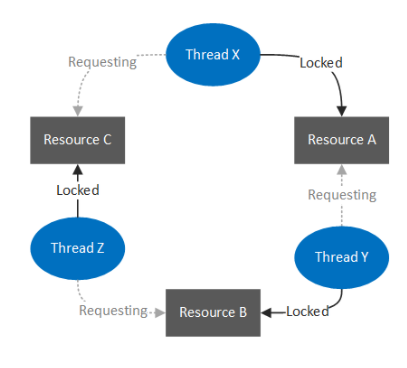 Thread X
Requesting
Locked
Resource C
Resource A
Locked
Requesting
Thread Z
Thread Y
Requesting
Resource B
Locked